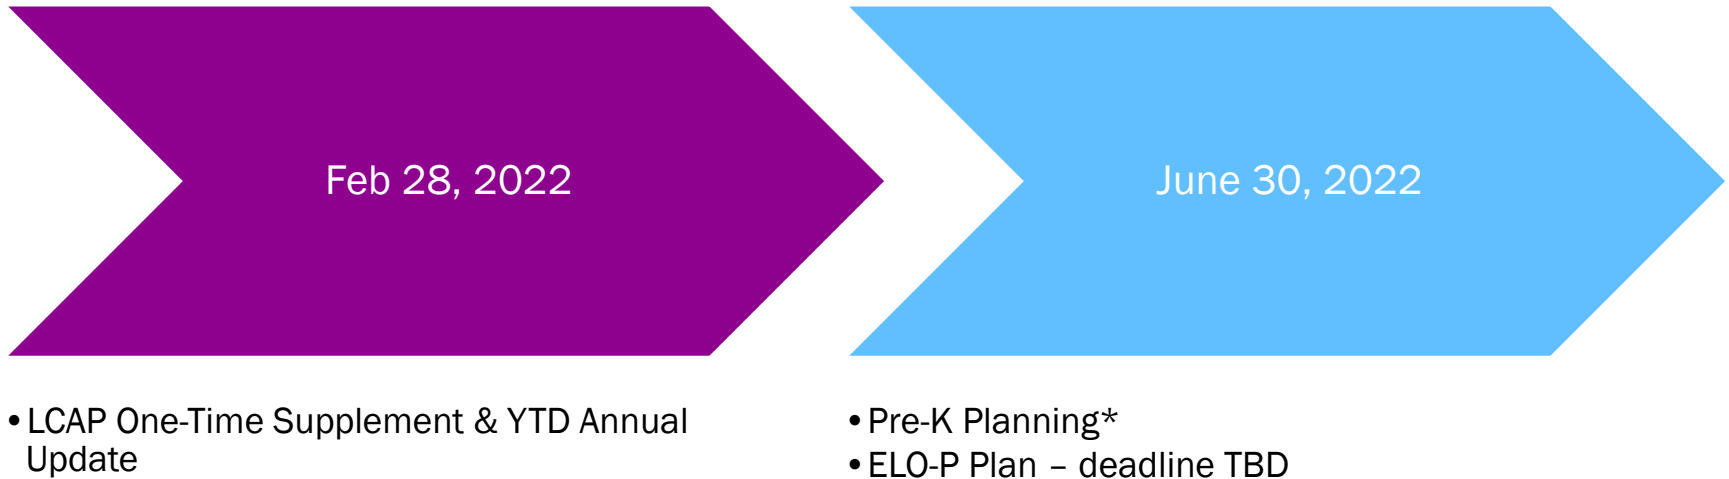 Feb 28, 2022
•LCAP One-Time Supplement & YTD Annual
Update
June 30, 2022
•Pre-K Planning*
•ELO-P Plan – deadline TBD